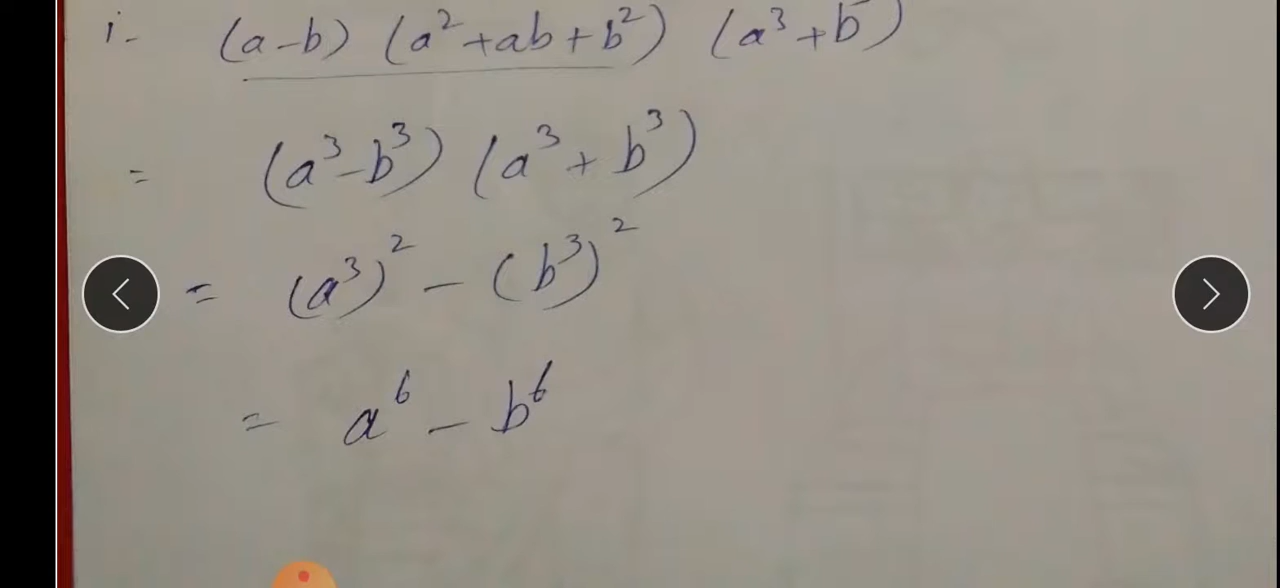 i- (a-b) (a²+ab+b²) (a³+b³)
= (a³-b³) (a³+b³)
= (a³)² - (b³)²
= a⁶ - b⁶